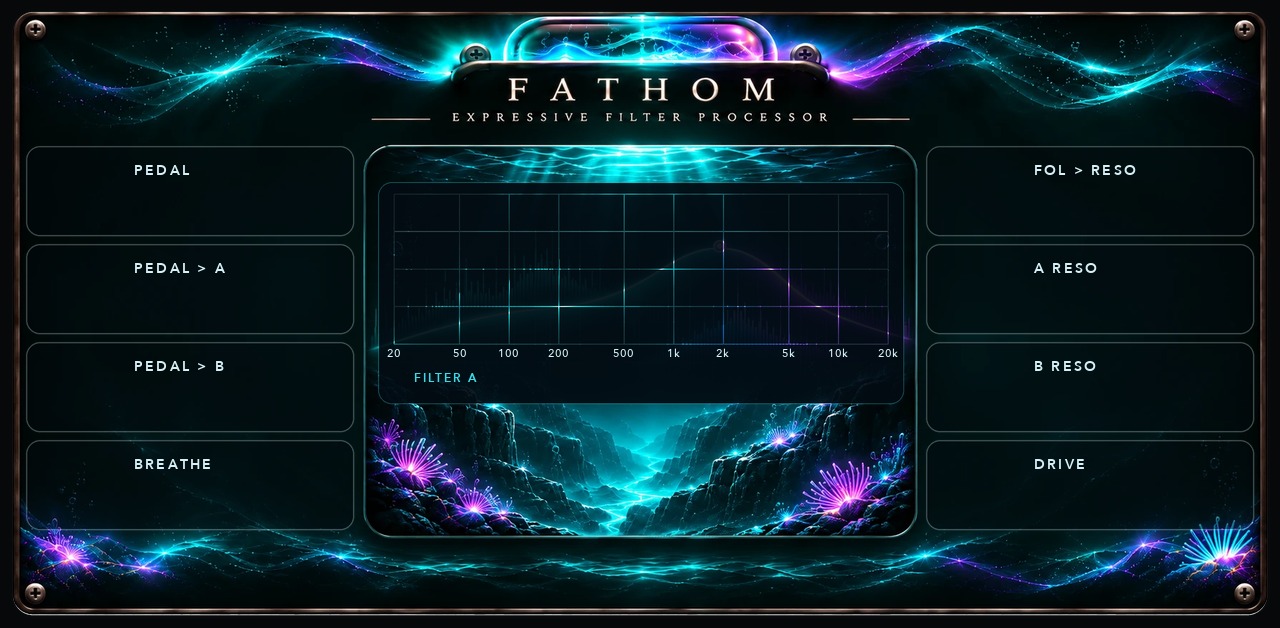 FATHOM
EXPRESSIVE FILTER PROCESSOR
PEDAL
PEDAL > A
PEDAL > B
BREATHE
20 50 100 200 500 1k 2k 5k 10k 20k
FILTER A
FOL > RESO
A RESO
B RESO
DRIVE